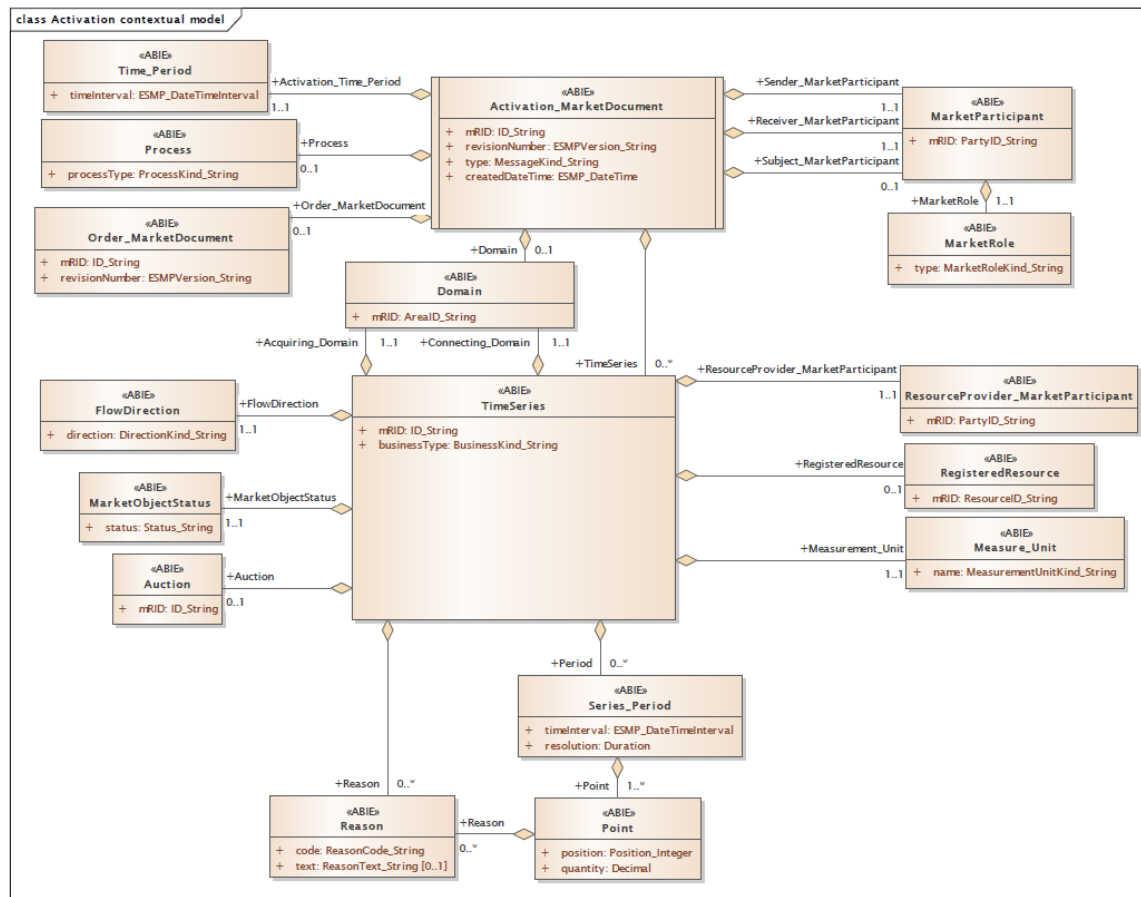 class Activation contextual model
«ABIE»
Time_Period
+ timeInterval: ESMP_DateTimeInterval
+Activation_Time_Period
1..1
«ABIE»
Activation_MarketDocument
+ mRID: ID_String
+ revisionNumber: ESMPVersion_String
+ type: MessageKind_String
+ createdDateTime: ESMP_DateTime
+Sender_MarketParticipant
1..1
+Receiver_MarketParticipant
1..1
+Subject_MarketParticipant
0..1
«ABIE»
MarketParticipant
+ mRID: PartyID_String
«ABIE»
Process
+ processType: ProcessKind_String
+Process
0..1
+MarketRole
1..1
«ABIE»
MarketRole
+ type: MarketRoleKind_String
«ABIE»
Order_MarketDocument
+ mRID: ID_String
+ revisionNumber: ESMPVersion_String
+Order_MarketDocument
0..1
+Domain
0..1
«ABIE»
Domain
+ mRID: AreaID_String
+Acquiring_Domain
1..1
+Connecting_Domain
1..1
+TimeSeries
0..*
«ABIE»
TimeSeries
+ mRID: ID_String
+ businessType: BusinessKind_String
+ResourceProvider_MarketParticipant
1..1
«ABIE»
ResourceProvider_MarketParticipant
+ mRID: PartyID_String
«ABIE»
FlowDirection
+ direction: DirectionKind_String
+FlowDirection
1..1
+RegisteredResource
0..1
«ABIE»
RegisteredResource
+ mRID: ResourceID_String
«ABIE»
MarketObjectStatus
+ status: Status_String
+MarketObjectStatus
1..1
+Measurement_Unit
1..1
«ABIE»
Measure_Unit
+ name: MeasurementUnitKind_String
«ABIE»
Auction
+ mRID: ID_String
+Auction
0..1
+Period
0..*
«ABIE»
Series_Period
+ timeInterval: ESMP_DateTimeInterval
+ resolution: Duration
+Reason
0..*
+Point
1..*
«ABIE»
Reason
+ code: ReasonCode_String
+ text: ReasonText_String [0..1]
+Reason
0..*
«ABIE»
Point
+ position: Position_Integer
+ quantity: Decimal